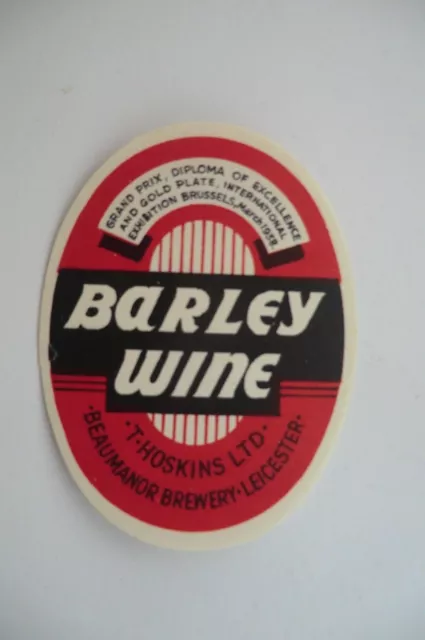 GRAND PRIX, DIPLOMA OF EXCELLENCE
AND GOLD PLATE, INTERNATIONAL
EXHIBITION BRUSSELS, March 1938.
BaRLEY
WINE
·T·HOSKINS LTD·
·BEAUMANOR BREWERY·LEICESTER·